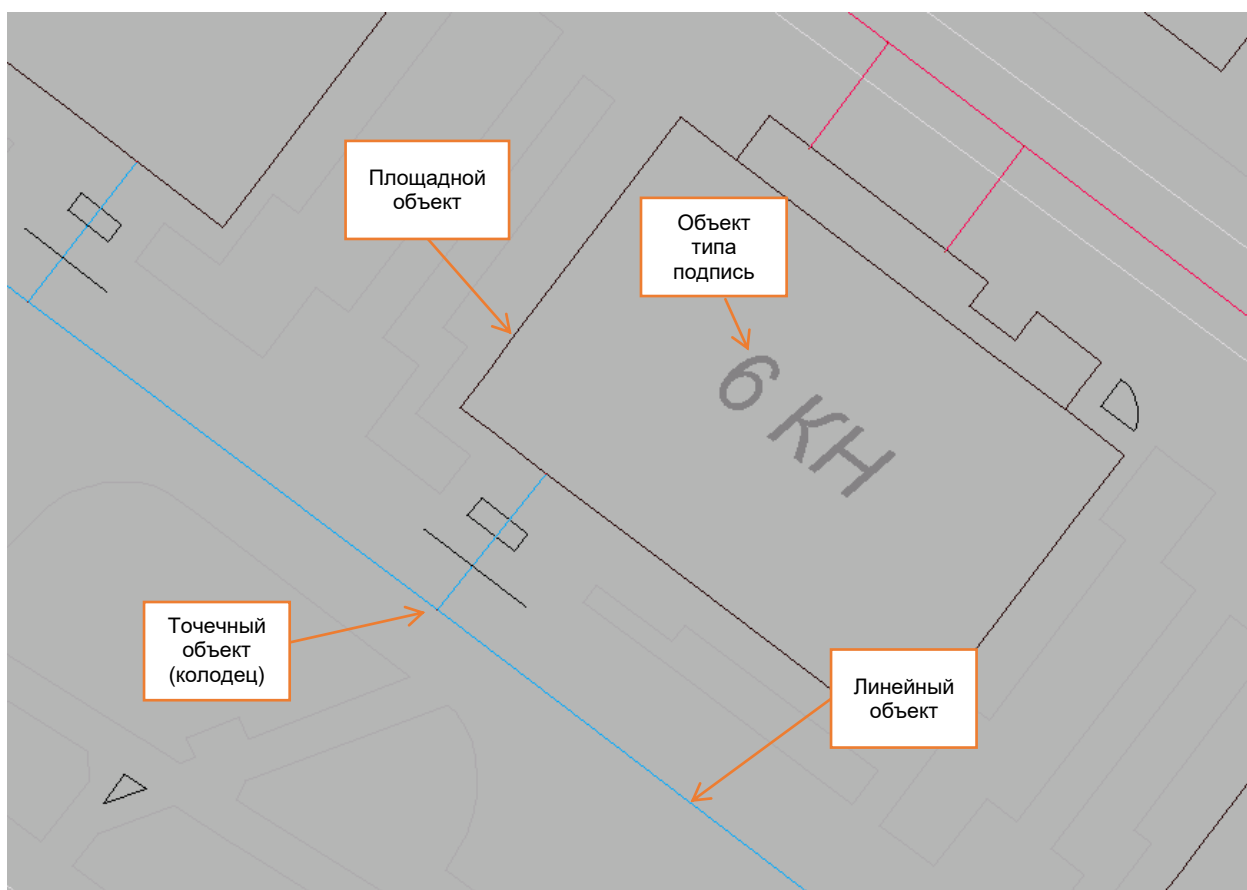 Площадной
объект
Объект
типа
подпись
6 КН
Точечный
объект
(колодец)
Линейный
объект